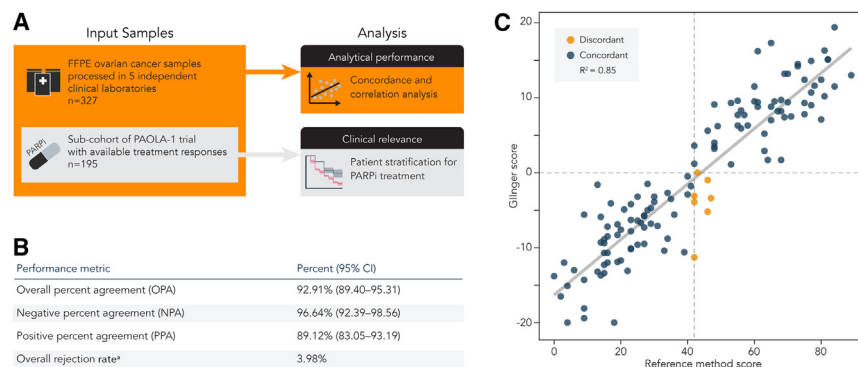 A
Input Samples
Analysis
FFPE ovarian cancer samples
processed in 5 independent
clinical laboratories
n=327
Analytical performance
Concordance and
correlation analysis
PARPi
Sub-cohort of PAOLA-1 trial
with available treatment responses
n=195
Clinical relevance
Patient stratification for
PARPi treatment
B
Performance metric Percent (95% CI)
Overall percent agreement (OPA) 92.91% (89.40–95.31)
Negative percent agreement (NPA) 96.64% (92.39–98.56)
Positive percent agreement (PPA) 89.12% (83.05–93.19)
Overall rejection rateᵃ 3.98%
C
Discordant
Concordant
R² = 0.85
GIInger score
20
10
0
-10
-20
0 20 40 60 80
Reference method score